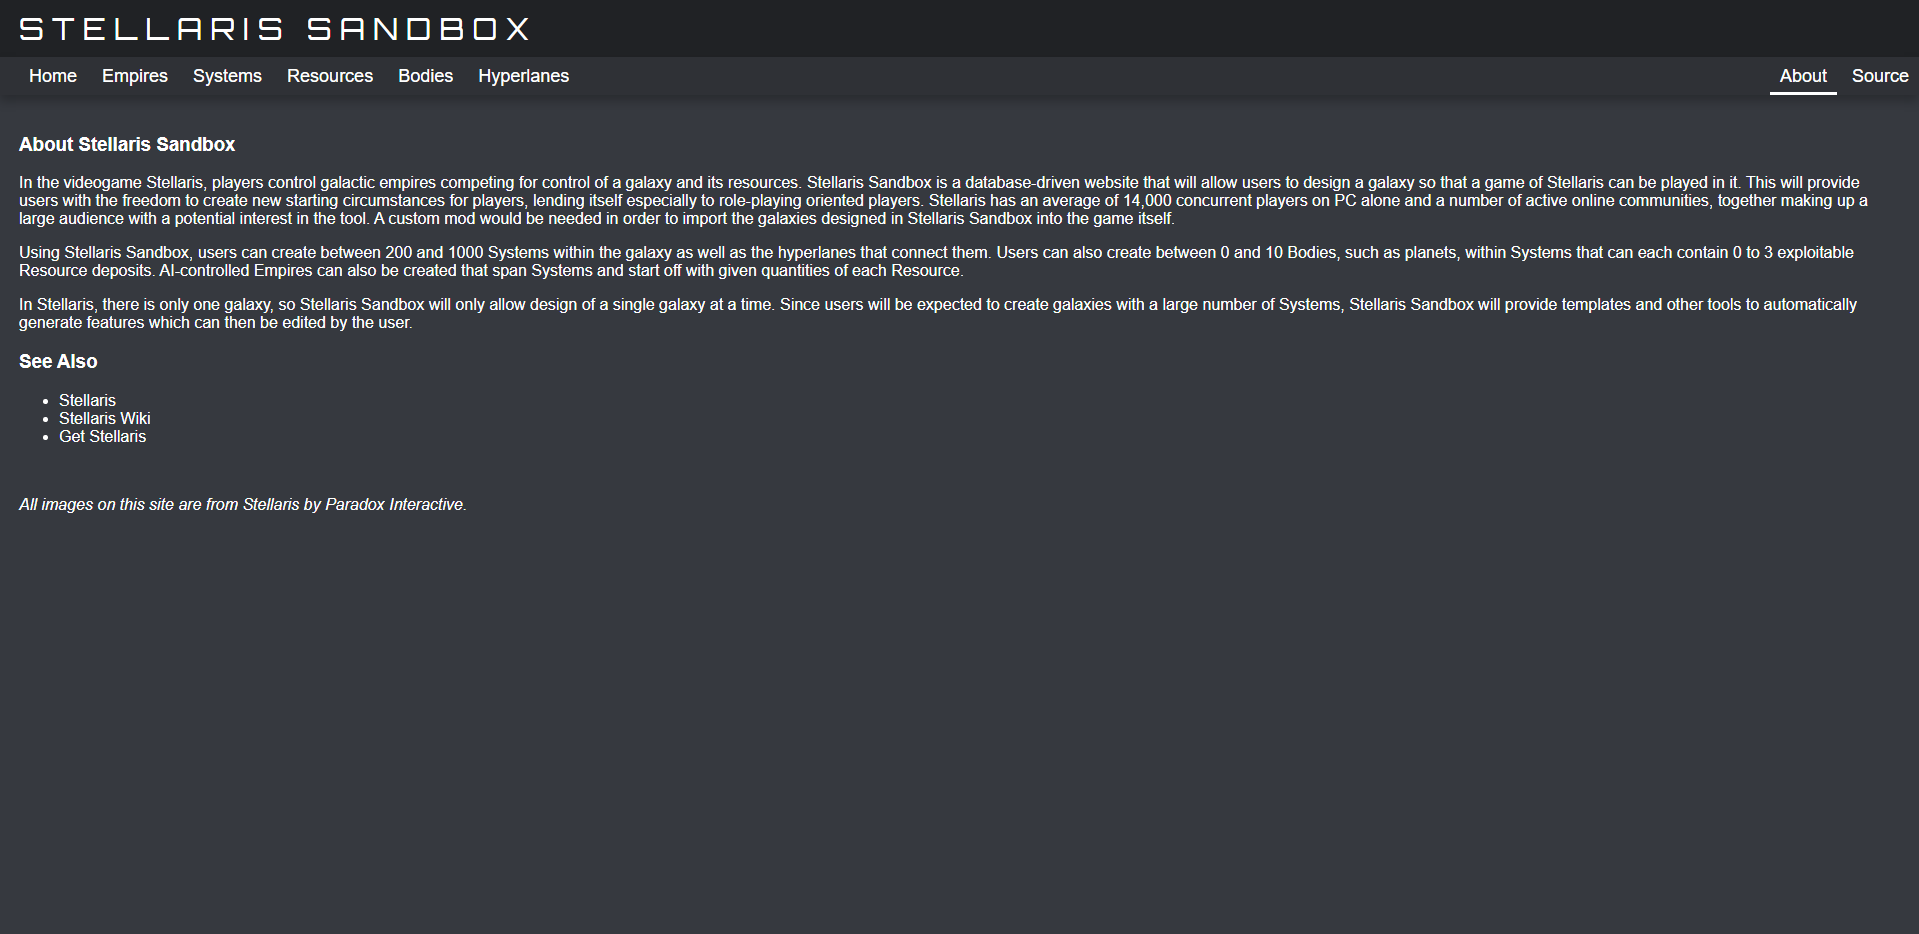 STELLARIS SANDBOX
Home Empires Systems Resources Bodies Hyperlanes About Source
About Stellaris Sandbox
In the videogame Stellaris, players control galactic empires competing for control of a galaxy and its resources. Stellaris Sandbox is a database-driven website that will allow users to design a galaxy so that a game of Stellaris can be played in it. This will provide
users with the freedom to create new starting circumstances for players, lending itself especially to role-playing oriented players. Stellaris has an average of 14,000 concurrent players on PC alone and a number of active online communities, together making up a
large audience with a potential interest in the tool. A custom mod would be needed in order to import the galaxies designed in Stellaris Sandbox into the game itself.
Using Stellaris Sandbox, users can create between 200 and 1000 Systems within the galaxy as well as the hyperlanes that connect them. Users can also create between 0 and 10 Bodies, such as planets, within Systems that can each contain 0 to 3 exploitable
Resource deposits. AI-controlled Empires can also be created that span Systems and start off with given quantities of each Resource.
In Stellaris, there is only one galaxy, so Stellaris Sandbox will only allow design of a single galaxy at a time. Since users will be expected to create galaxies with a large number of Systems, Stellaris Sandbox will provide templates and other tools to automatically
generate features which can then be edited by the user.
See Also
• Stellaris
• Stellaris Wiki
• Get Stellaris
All images on this site are from Stellaris by Paradox Interactive.